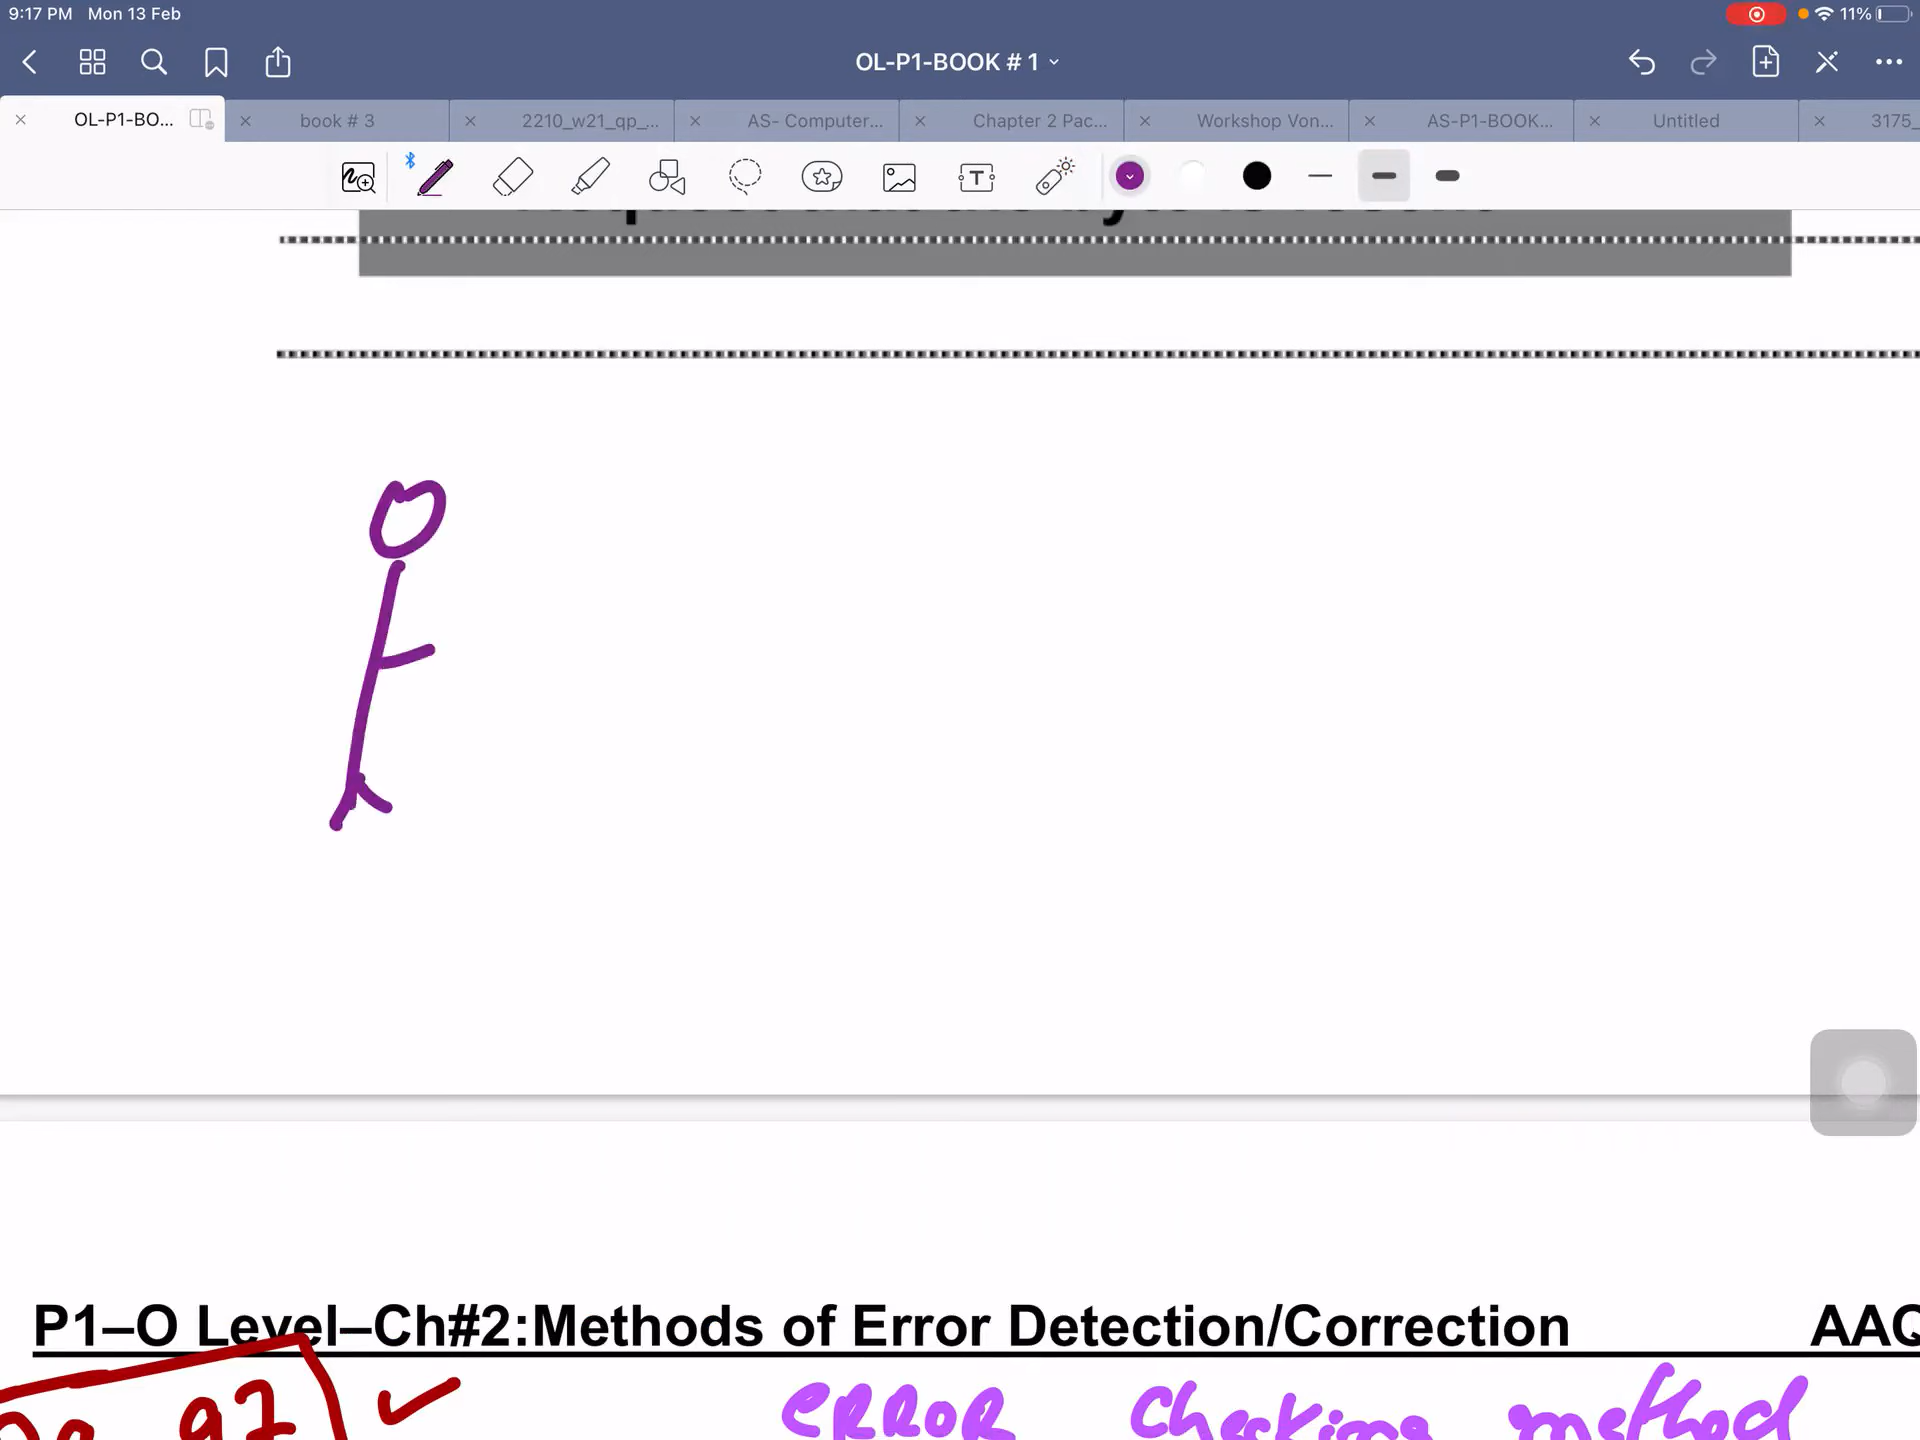 9:17 PM Mon 13 Feb
11%
OL-P1-BOOK # 1
OL-P1-BO...
book # 3
2210_w21_qp_...
AS- Computer...
Chapter 2 Pac...
Workshop Von...
AS-P1-BOOK...
Untitled
3175_
T
P1–O Level–Ch#2:Methods of Error Detection/Correction AAQ
97
ERROR Checking method